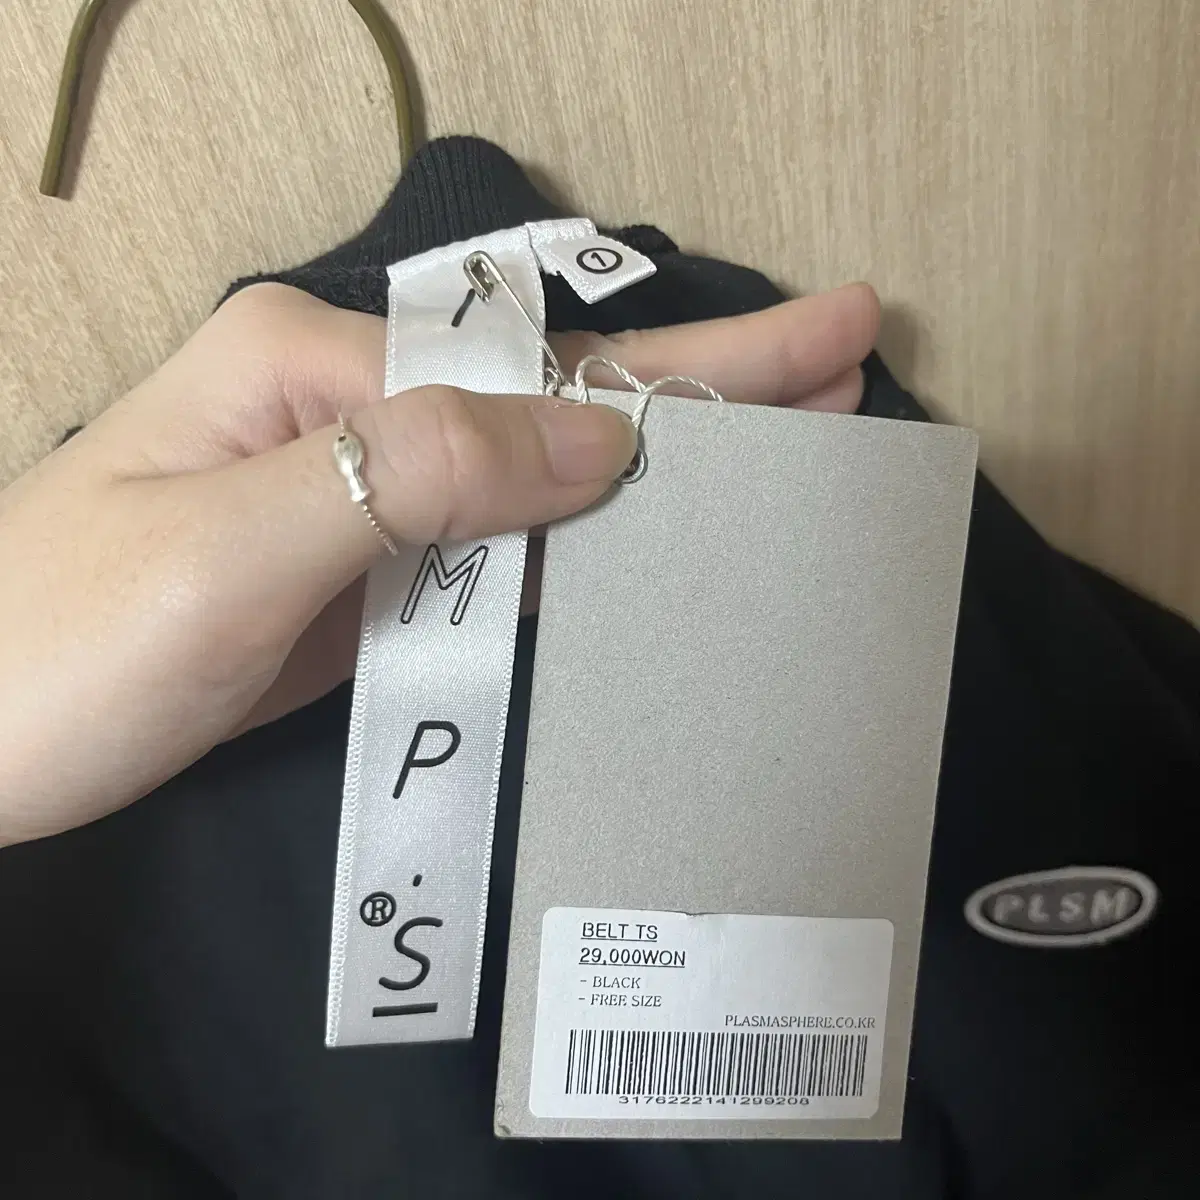 1
M
P
®
S
PLSM
BELT TS
29,000WON
- BLACK
- FREE SIZE
PLASMASPHERE.CO.KR
3176222141299208